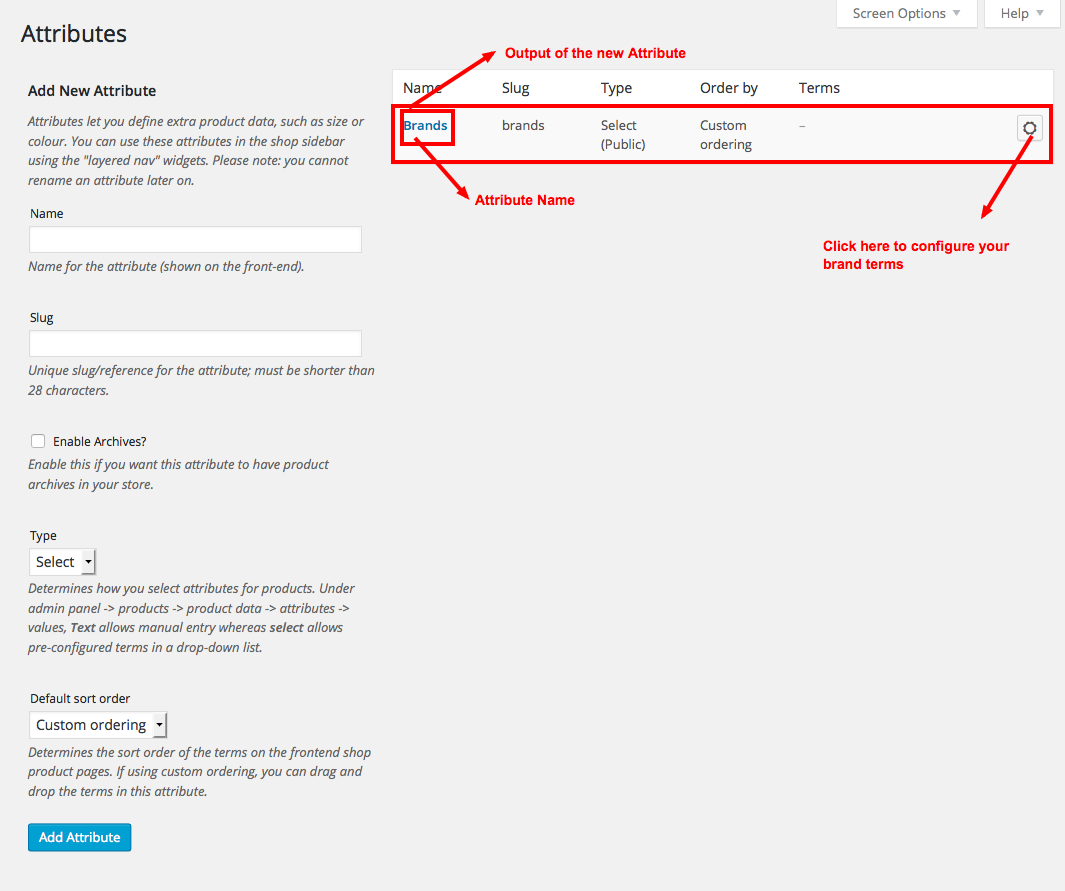 Screen Options
Help
Attributes
Output of the new Attribute
Add New Attribute
Attributes let you define extra product data, such as size or
colour. You can use these attributes in the shop sidebar
using the "layered nav" widgets. Please note: you cannot
rename an attribute later on.
Name
Name for the attribute (shown on the front-end).
Slug
Unique slug/reference for the attribute; must be shorter than
28 characters.
Enable Archives?
Enable this if you want this attribute to have product
archives in your store.
Type
Select
Determines how you select attributes for products. Under
admin panel -> products -> product data -> attributes ->
values, Text allows manual entry whereas select allows
pre-configured terms in a drop-down list.
Default sort order
Custom ordering
Determines the sort order of the terms on the frontend shop
product pages. If using custom ordering, you can drag and
drop the terms in this attribute.
Add Attribute
Name Slug Type Order by Terms
Brands brands Select Custom –
(Public) ordering
Attribute Name
Click here to configure your
brand terms